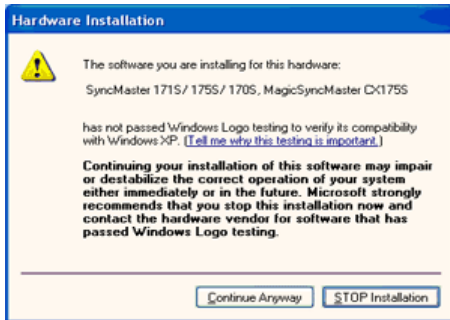 Hardware Installation
The software you are installing for this hardware:
SyncMaster 171S/ 175S/ 170S, MagicSyncMaster CX175S
has not passed Windows Logo testing to verify its compatibility
with Windows XP. (Tell me why this testing is important.)
Continuing your installation of this software may impair
or destabilize the correct operation of your system
either immediately or in the future. Microsoft strongly
recommends that you stop this installation now and
contact the hardware vendor for software that has
passed Windows Logo testing.
Continue Anyway STOP Installation